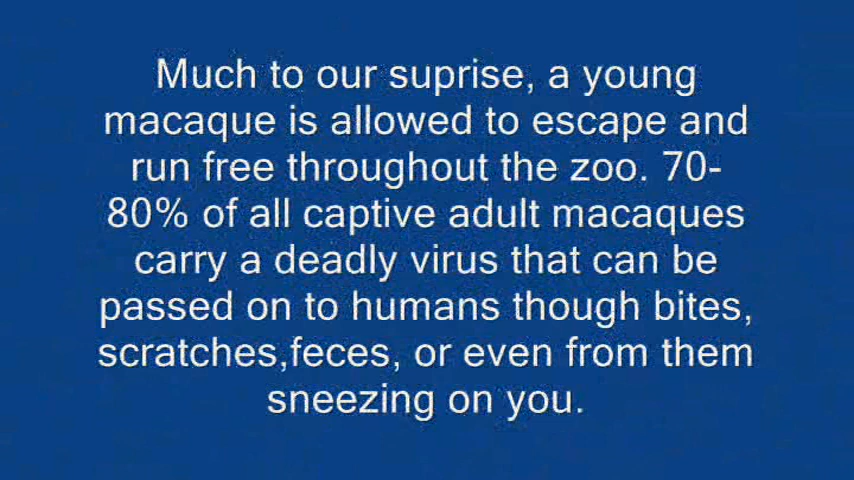 Much to our suprise, a young
macaque is allowed to escape and
run free throughout the zoo. 70-
80% of all captive adult macaques
carry a deadly virus that can be
passed on to humans though bites,
scratches,feces, or even from them
sneezing on you.